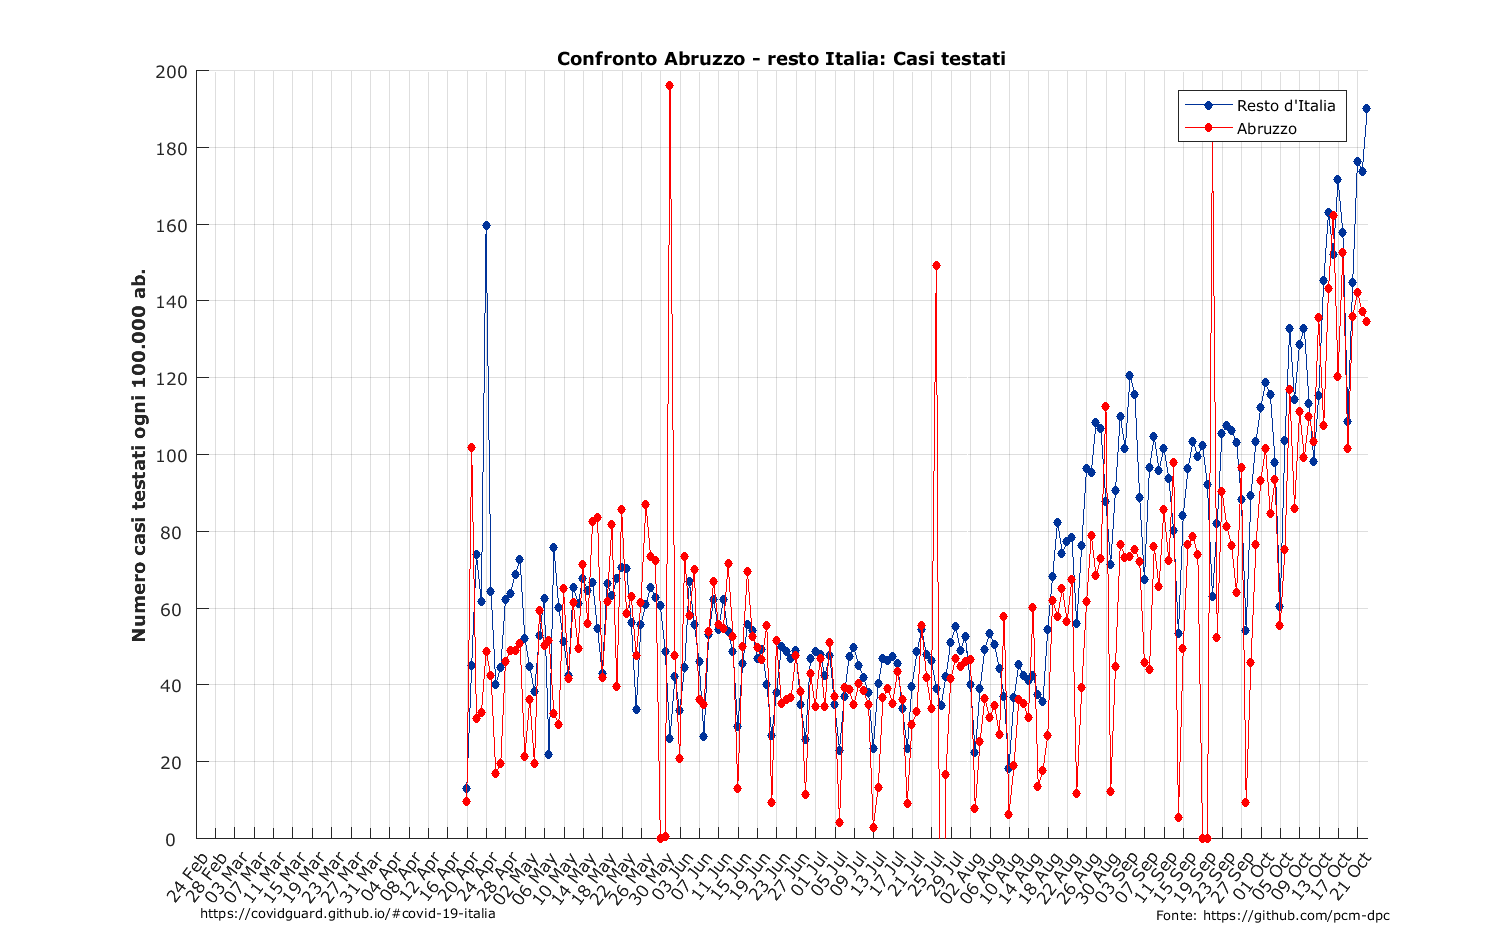 Confronto Abruzzo - resto Italia: Casi testati
Numero casi testati ogni 100.000 ab.
200
180
160
140
120
100
80
60
40
20
0
Resto d'Italia
Abruzzo
24 Feb
28 Feb
03 Mar
07 Mar
11 Mar
15 Mar
19 Mar
23 Mar
27 Mar
31 Mar
04 Apr
08 Apr
12 Apr
16 Apr
20 Apr
24 Apr
28 Apr
02 May
06 May
10 May
14 May
18 May
22 May
26 May
30 May
03 Jun
07 Jun
11 Jun
15 Jun
19 Jun
23 Jun
27 Jun
01 Jul
05 Jul
09 Jul
13 Jul
17 Jul
21 Jul
25 Jul
29 Jul
02 Aug
06 Aug
10 Aug
14 Aug
18 Aug
22 Aug
26 Aug
30 Aug
03 Sep
07 Sep
11 Sep
15 Sep
19 Sep
23 Sep
27 Sep
01 Oct
05 Oct
09 Oct
13 Oct
17 Oct
21 Oct
https://covidguard.github.io/#covid-19-italia
Fonte: https://github.com/pcm-dpc